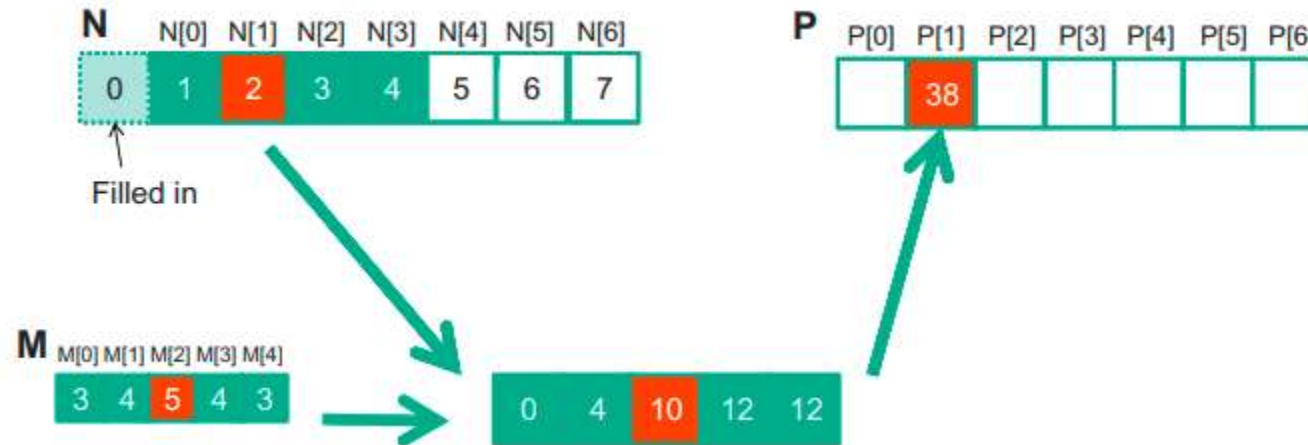 N N[0] N[1] N[2] N[3] N[4] N[5] N[6]
0 1 2 3 4 5 6 7
Filled in
P P[0] P[1] P[2] P[3] P[4] P[5] P[6
38
M M[0] M[1] M[2] M[3] M[4]
3 4 5 4 3
0 4 10 12 12